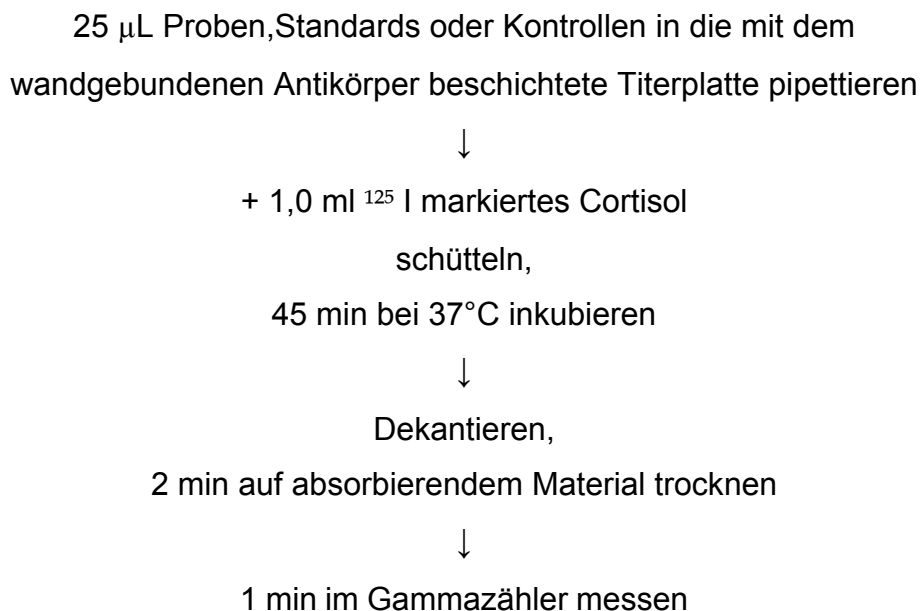 25 µL Proben,Standards oder Kontrollen in die mit dem
wandgebundenen Antikörper beschichtete Titerplatte pipettieren
↓
+ 1,0 ml ¹²⁵ I markiertes Cortisol
schütteln,
45 min bei 37°C inkubieren
↓
Dekantieren,
2 min auf absorbierendem Material trocknen
↓
1 min im Gammazähler messen